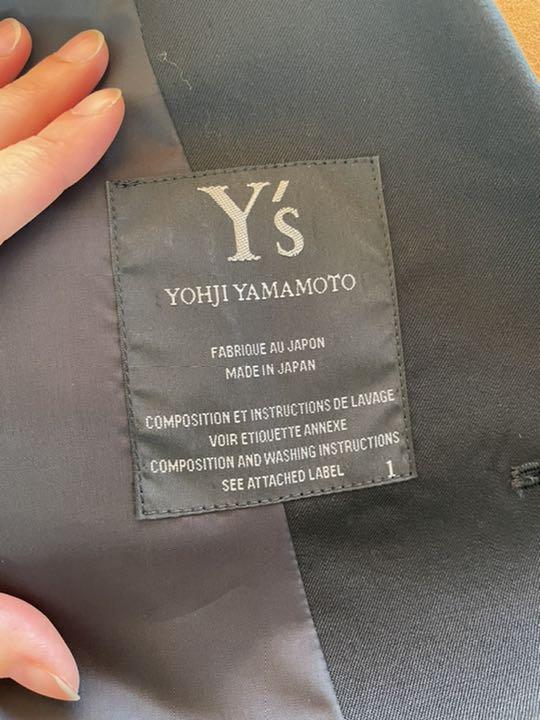 Y's
YOHJI YAMAMOTO
FABRIQUE AU JAPON
MADE IN JAPAN
COMPOSITION ET INSTRUCTIONS DE LAVAGE
VOIR ETIQUETTE ANNEXE
COMPOSITION AND WASHING INSTRUCTIONS
SEE ATTACHED LABEL 1